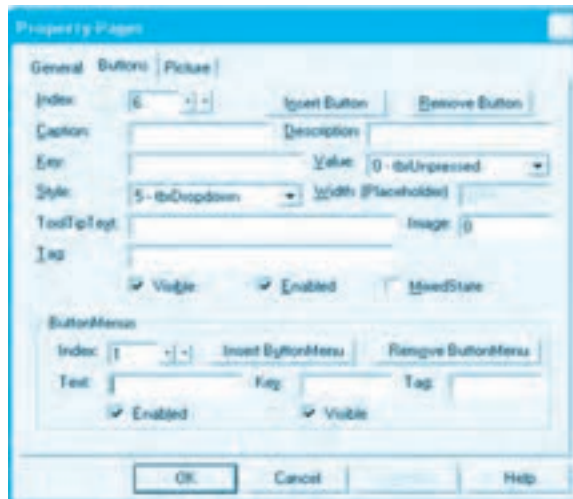 Property Pages
General Buttons Picture
Index: 6 Insert Button Remove Button
Caption: Description:
Key: Value: 0 - tbrUnpressed
Style: 5 - tbrDropdown Width (Placeholder)
ToolTipText: Image: 0
Tag:
Visible Enabled MixedState
ButtonMenus
Index: 1 Insert ButtonMenu Remove ButtonMenu
Text: Key: Tag:
Enabled Visible
OK Cancel Help